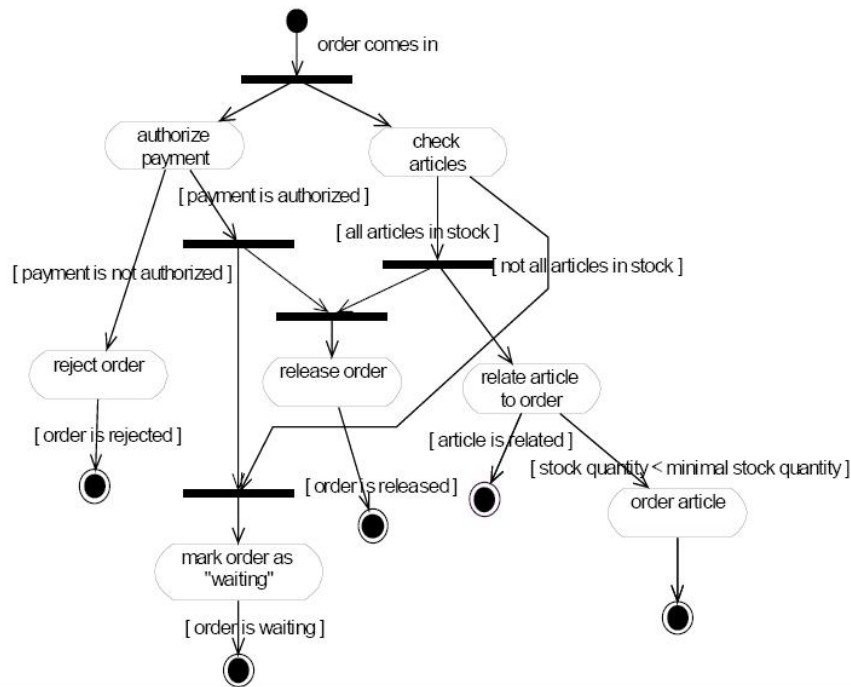 order comes in
authorize
payment
check
articles
[ payment is authorized ]
[ all articles in stock ]
[ payment is not authorized ]
[ not all articles in stock ]
reject order
release order
relate article
to order
[ order is rejected ]
[ article is related ]
[ stock quantity < minimal stock quantity ]
[ order is released ]
order article
mark order as
"waiting"
[ order is waiting ]